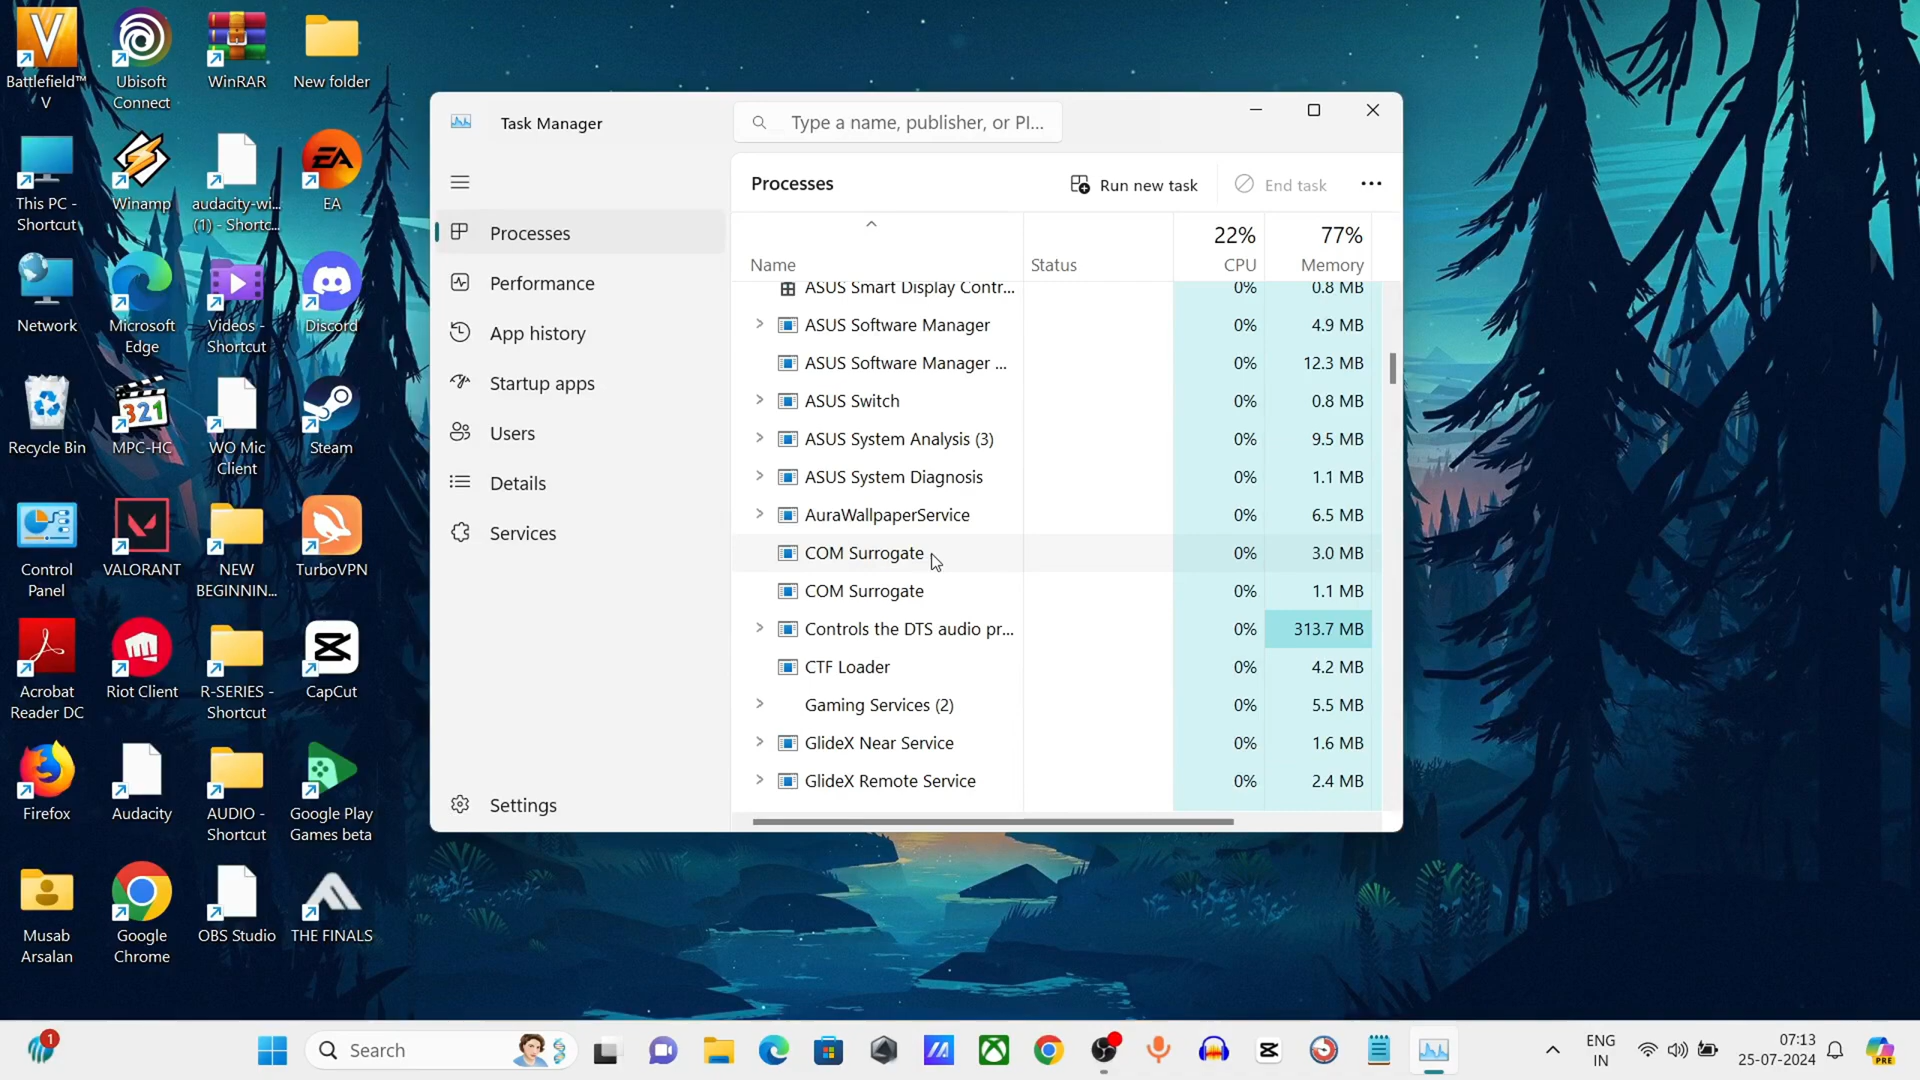 Battlefield™
V
Ubisoft
Connect
WinRAR
New folder
This PC -
Shortcut
Winamp
audacity-wi...
(1) - Shortc...
EA
Network
Microsoft
Edge
Videos -
Shortcut
Discord
Recycle Bin
MPC-HC
WO Mic
Client
Steam
Control
Panel
VALORANT
NEW
BEGINNIN...
TurboVPN
Acrobat
Reader DC
Riot Client
R-SERIES -
Shortcut
CapCut
Firefox
Audacity
AUDIO -
Shortcut
Google Play
Games beta
Musab
Arsalan
Google
Chrome
OBS Studio
THE FINALS
321
EA
Task Manager
Type a name, publisher, or PI...
Processes
Performance
App history
Startup apps
Users
Details
Services
Settings
Processes
Run new task
End task
Name
Status
22%
CPU
77%
Memory
ASUS Smart Display Contr... 0% 0.8 MB
ASUS Software Manager 0% 4.9 MB
ASUS Software Manager ... 0% 12.3 MB
ASUS Switch 0% 0.8 MB
ASUS System Analysis (3) 0% 9.5 MB
ASUS System Diagnosis 0% 1.1 MB
AuraWallpaperService 0% 6.5 MB
COM Surrogate 0% 3.0 MB
COM Surrogate 0% 1.1 MB
Controls the DTS audio pr... 0% 313.7 MB
CTF Loader 0% 4.2 MB
Gaming Services (2) 0% 5.5 MB
GlideX Near Service 0% 1.6 MB
GlideX Remote Service 0% 2.4 MB
1
Search
ENG
IN
07:13
25-07-2024
PRE